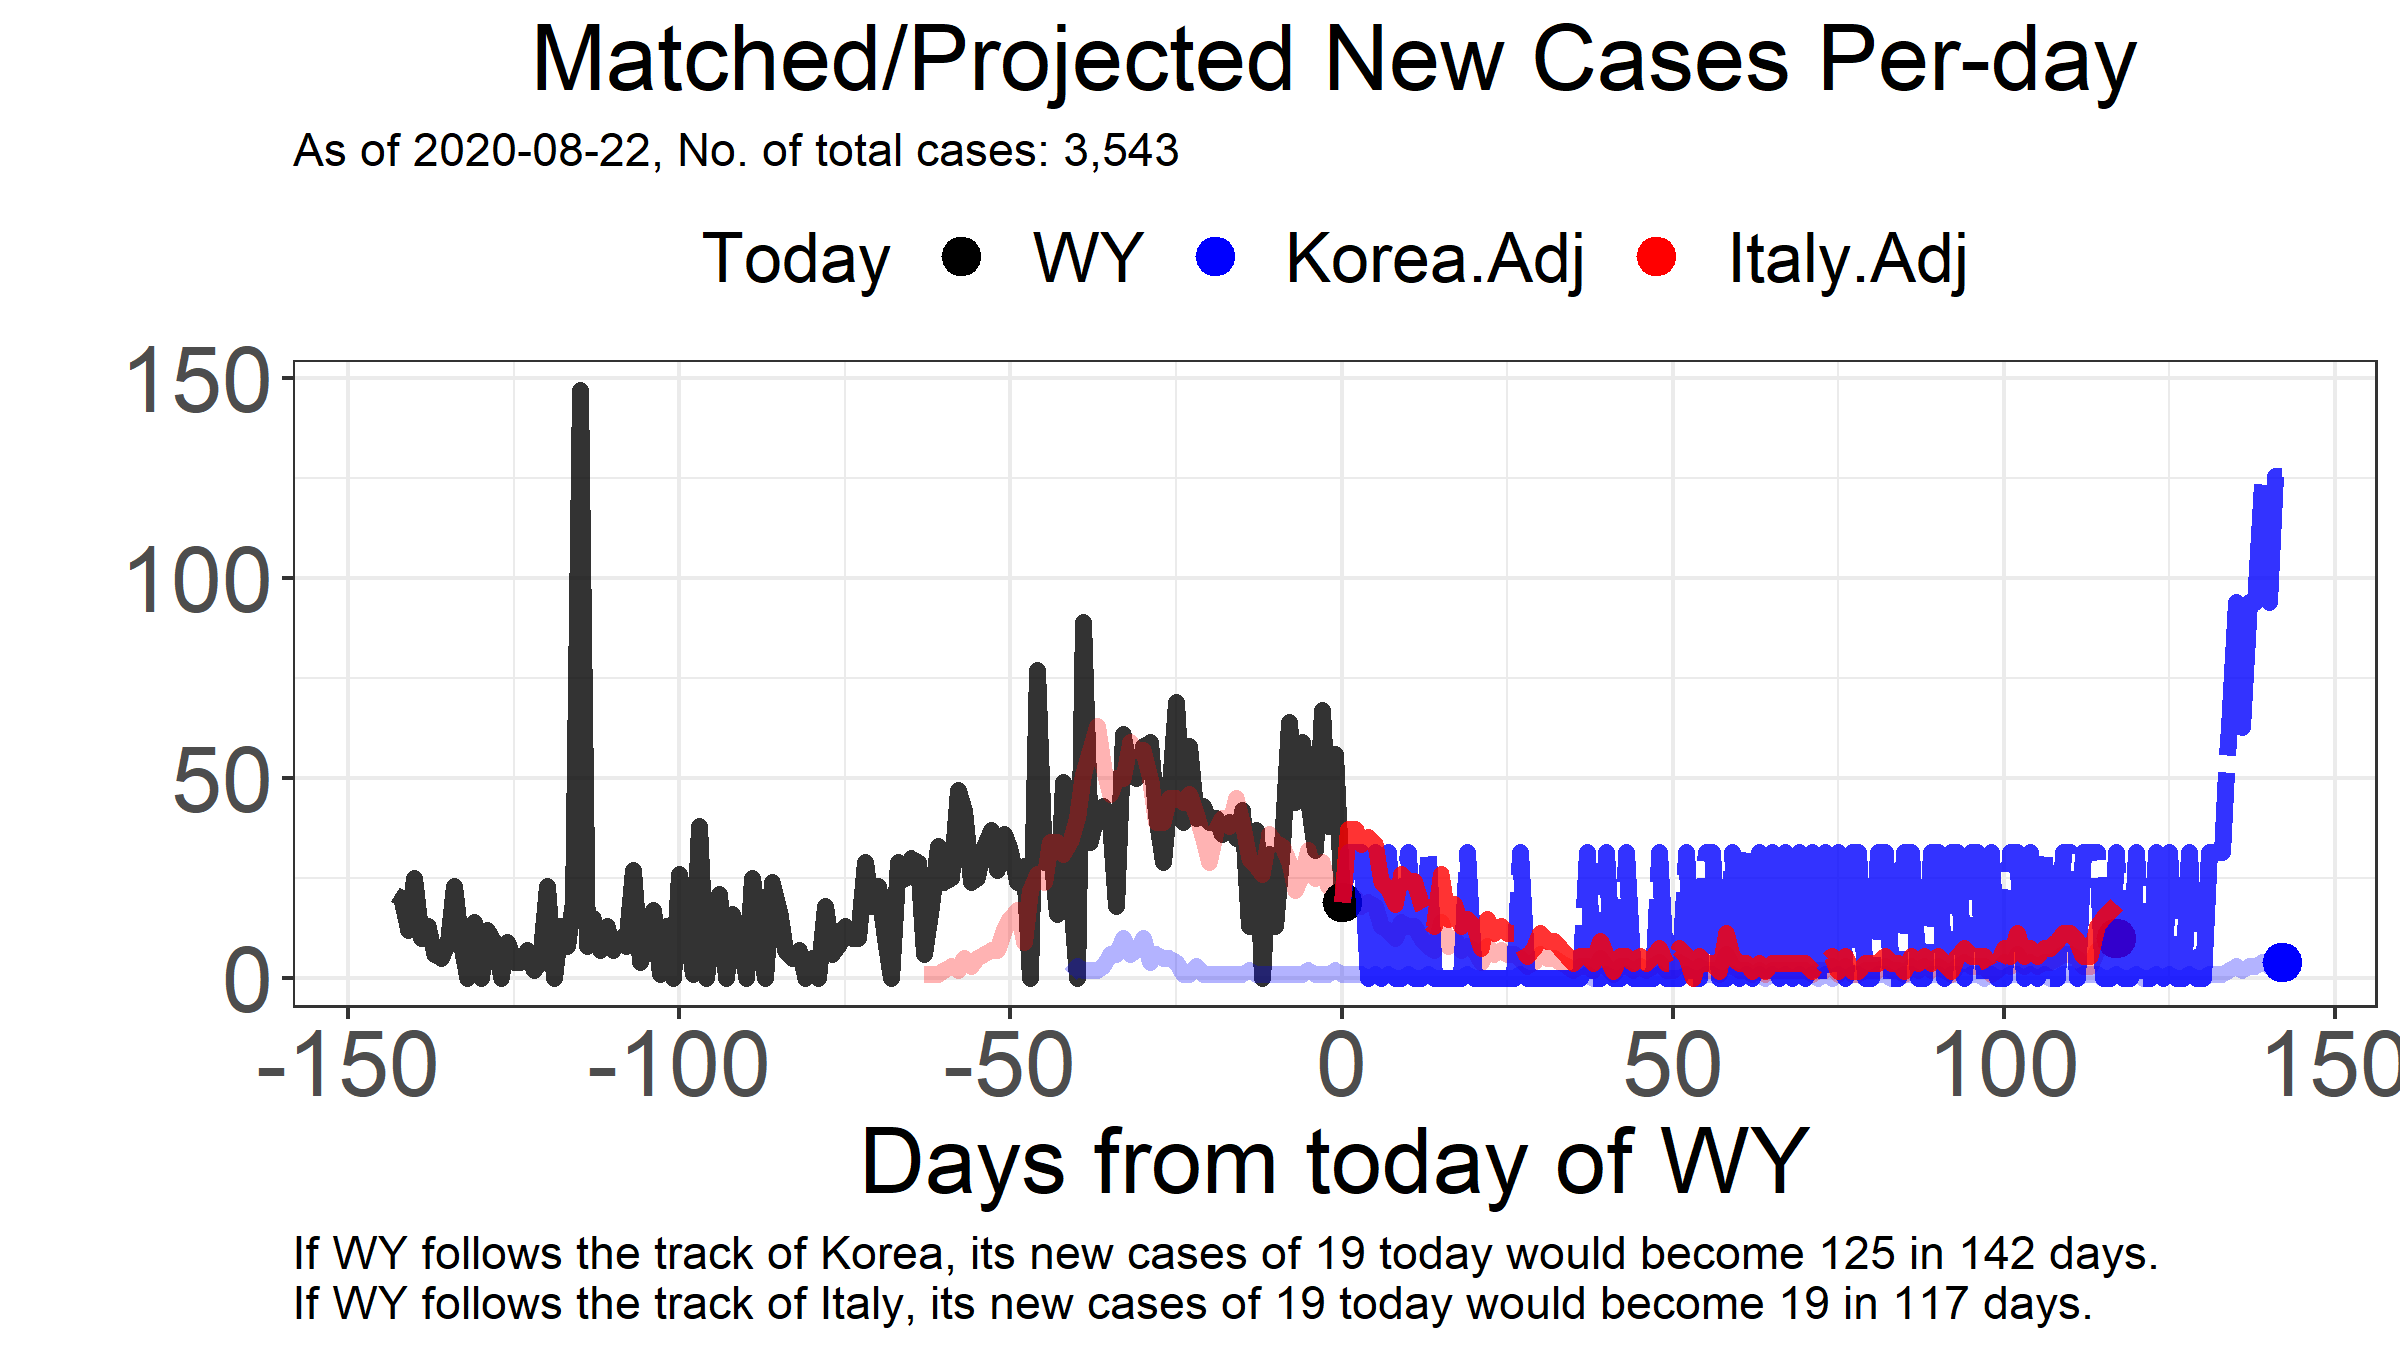 Matched/Projected New Cases Per-day
As of 2020-08-22, No. of total cases: 3,543
Today WY Korea.Adj Italy.Adj
150
100
50
0
-150 -100 -50 0 50 100 150
Days from today of WY
If WY follows the track of Korea, its new cases of 19 today would become 125 in 142 days.
If WY follows the track of Italy, its new cases of 19 today would become 19 in 117 days.